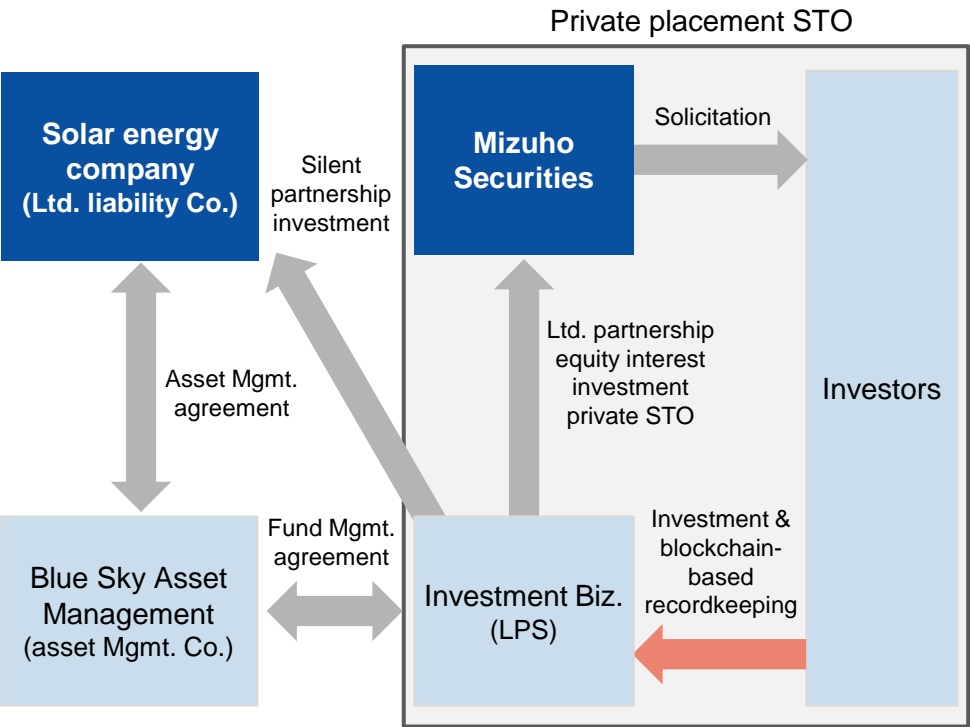 Private placement STO
Solar energy
company
(Ltd. liability Co.)
Silent
partnership
investment
Mizuho
Securities
Solicitation
Investors
Asset Mgmt.
agreement
Ltd. partnership
equity interest
investment
private STO
Fund Mgmt.
agreement
Investment &
blockchain-
based
recordkeeping
Blue Sky Asset
Management
(asset Mgmt. Co.)
Investment Biz.
(LPS)